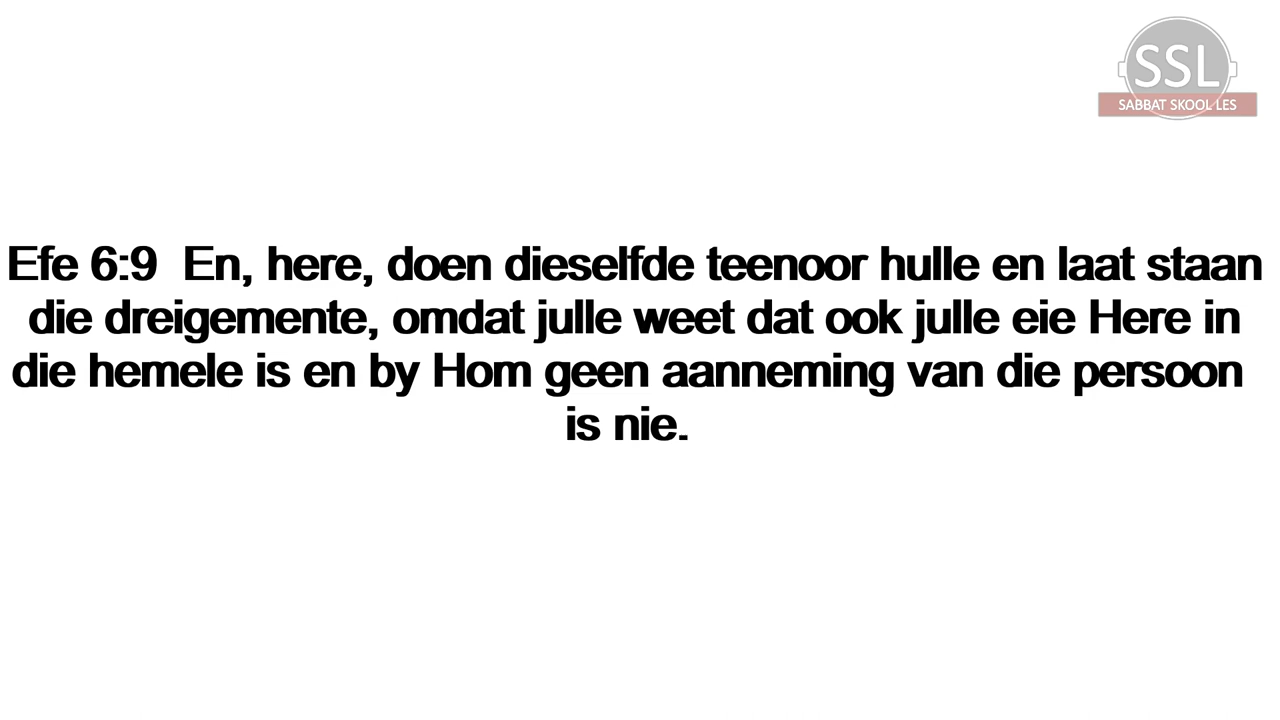 SSL
SABBAT SKOOL LES
Efe 6:9 En, here, doen dieselfde teenoor hulle en laat staan
die dreigemente, omdat julle weet dat ook julle eie Here in
die hemele is en by Hom geen aanneming van die persoon
is nie.